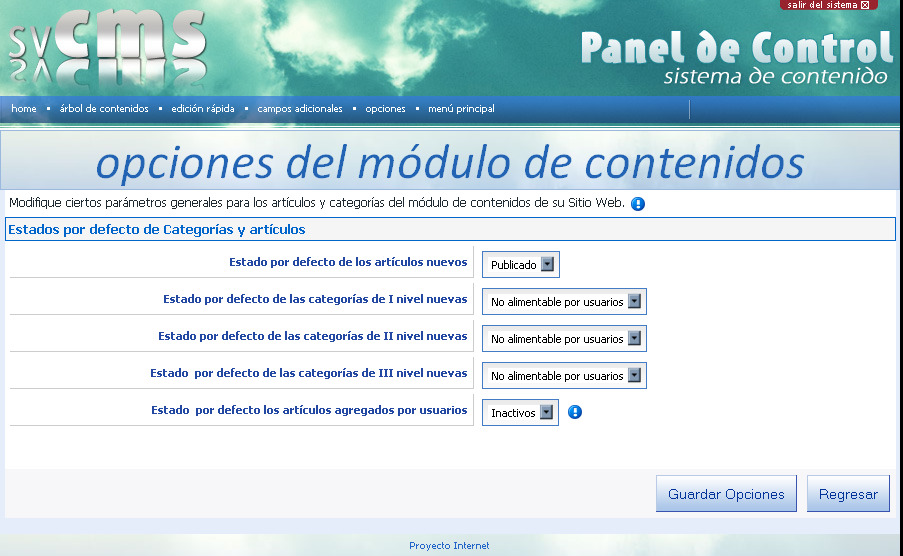 salir del sistema
svcms
Panel de Control
sistema de contenido
home • árbol de contenidos • edición rápida • campos adicionales • opciones • menú principal
opciones del módulo de contenidos
Modifique ciertos parámetros generales para los artículos y categorías del módulo de contenidos de su Sitio Web.
Estados por defecto de Categorías y artículos
Estado por defecto de los artículos nuevos Publicado
Estado por defecto de las categorías de I nivel nuevas No alimentable por usuarios
Estado por defecto de las categorías de II nivel nuevas No alimentable por usuarios
Estado por defecto de las categorías de III nivel nuevas No alimentable por usuarios
Estado por defecto los artículos agregados por usuarios Inactivos
Guardar Opciones Regresar
Proyecto Internet